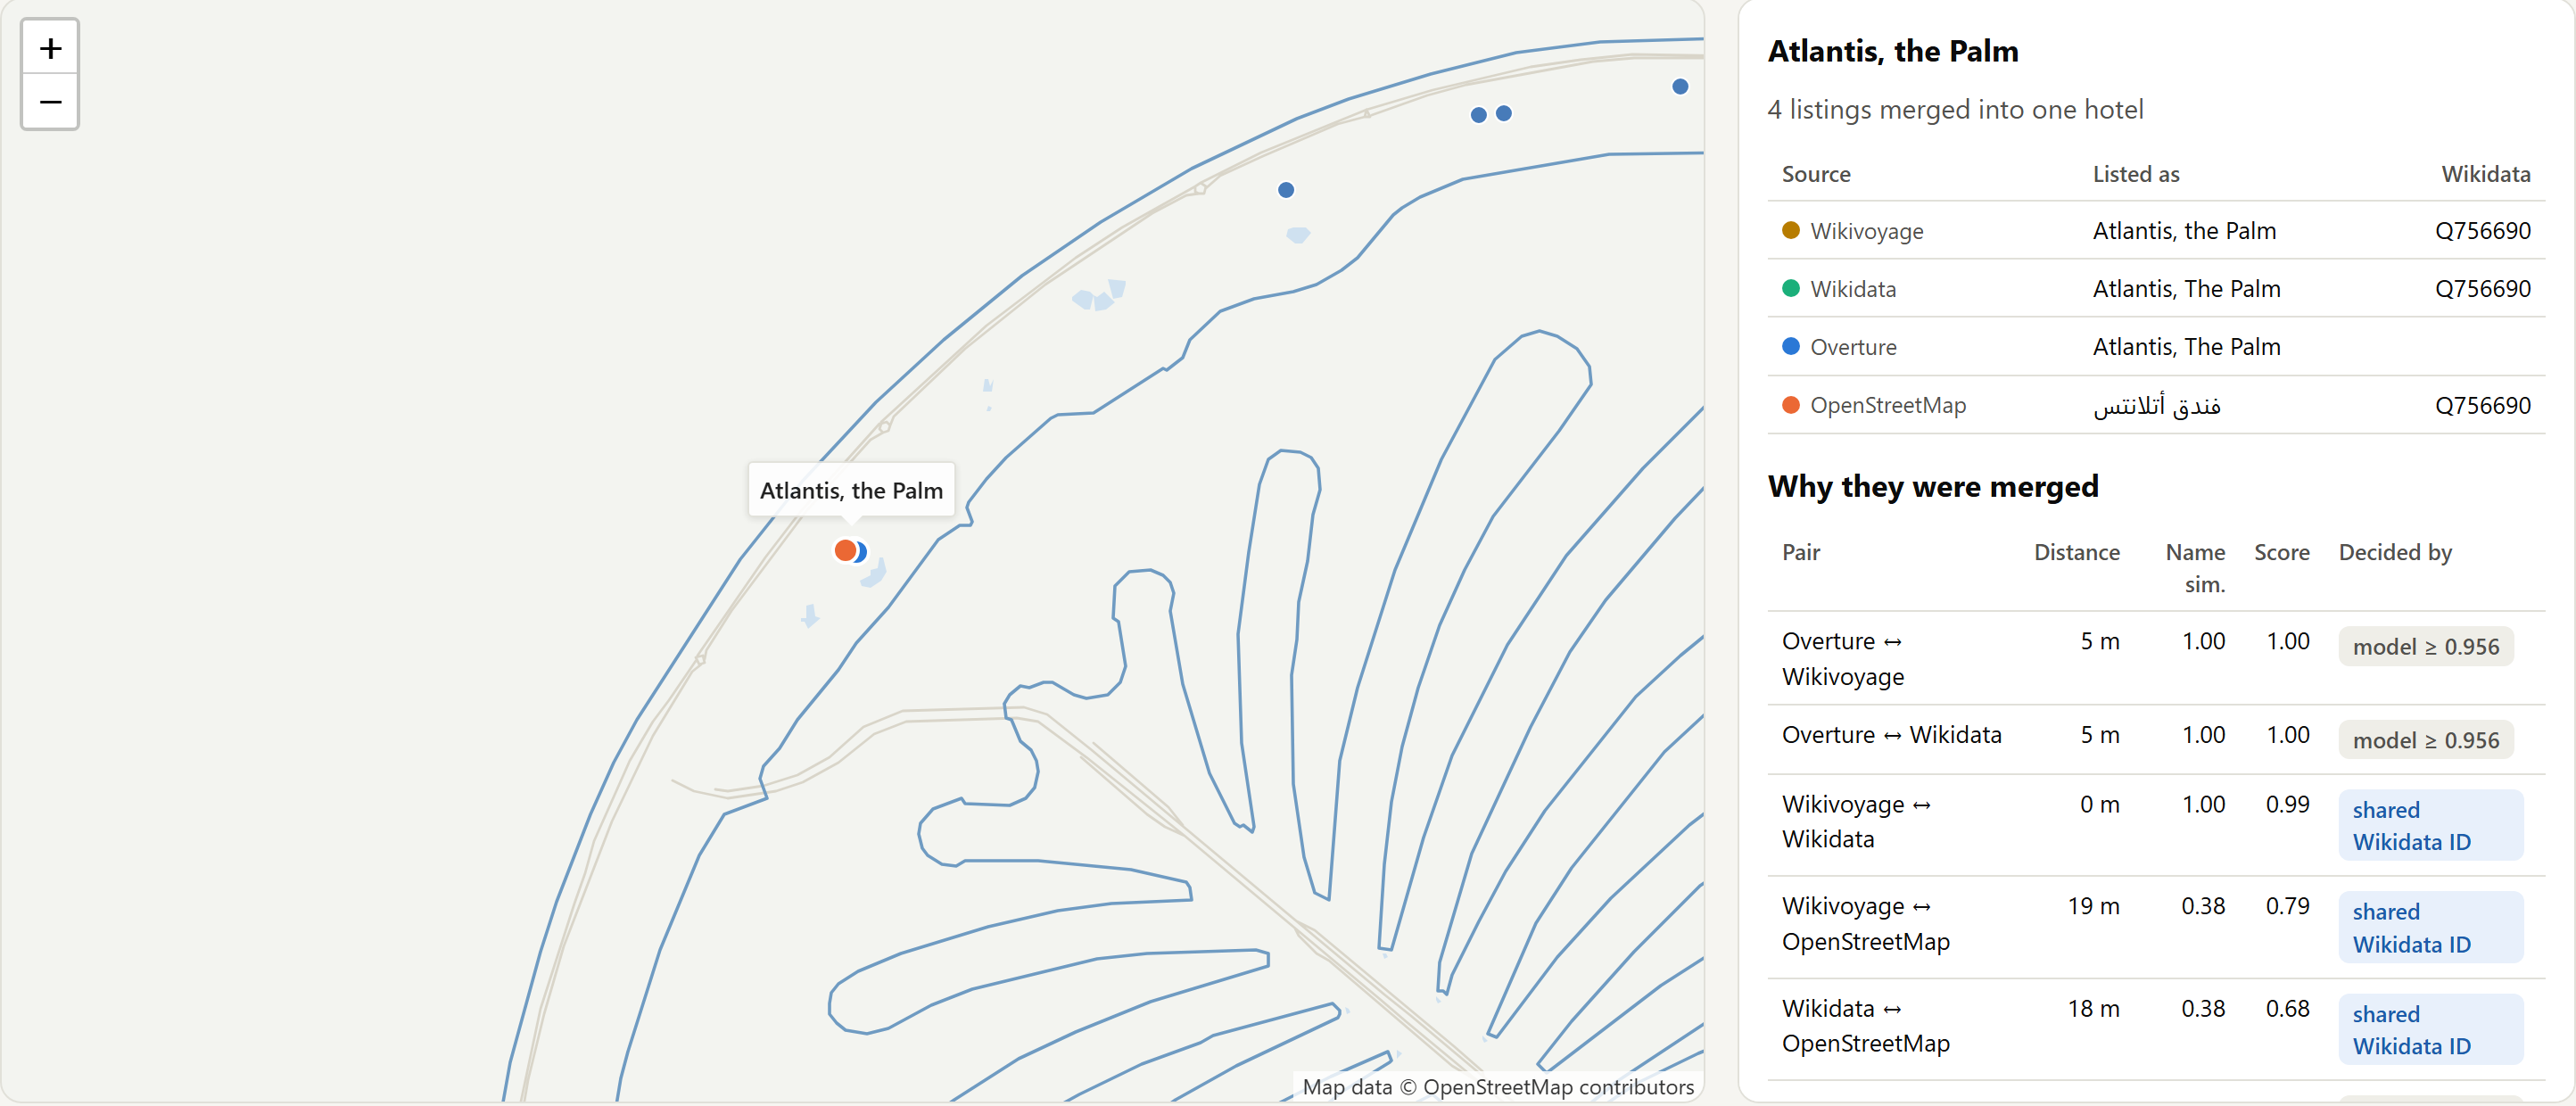 +
−
Atlantis, the Palm
Map data © OpenStreetMap contributors
Atlantis, the Palm
4 listings merged into one hotel
Source Listed as Wikidata
Wikivoyage Atlantis, the Palm Q756690
Wikidata Atlantis, The Palm Q756690
Overture Atlantis, The Palm
OpenStreetMap فندق أتلانتس Q756690
Why they were merged
Pair Distance Name sim. Score Decided by
Overture ↔ Wikivoyage 5 m 1.00 1.00 model ≥ 0.956
Overture ↔ Wikidata 5 m 1.00 1.00 model ≥ 0.956
Wikivoyage ↔ Wikidata 0 m 1.00 0.99 shared Wikidata ID
Wikivoyage ↔ OpenStreetMap 19 m 0.38 0.79 shared Wikidata ID
Wikidata ↔ OpenStreetMap 18 m 0.38 0.68 shared Wikidata ID